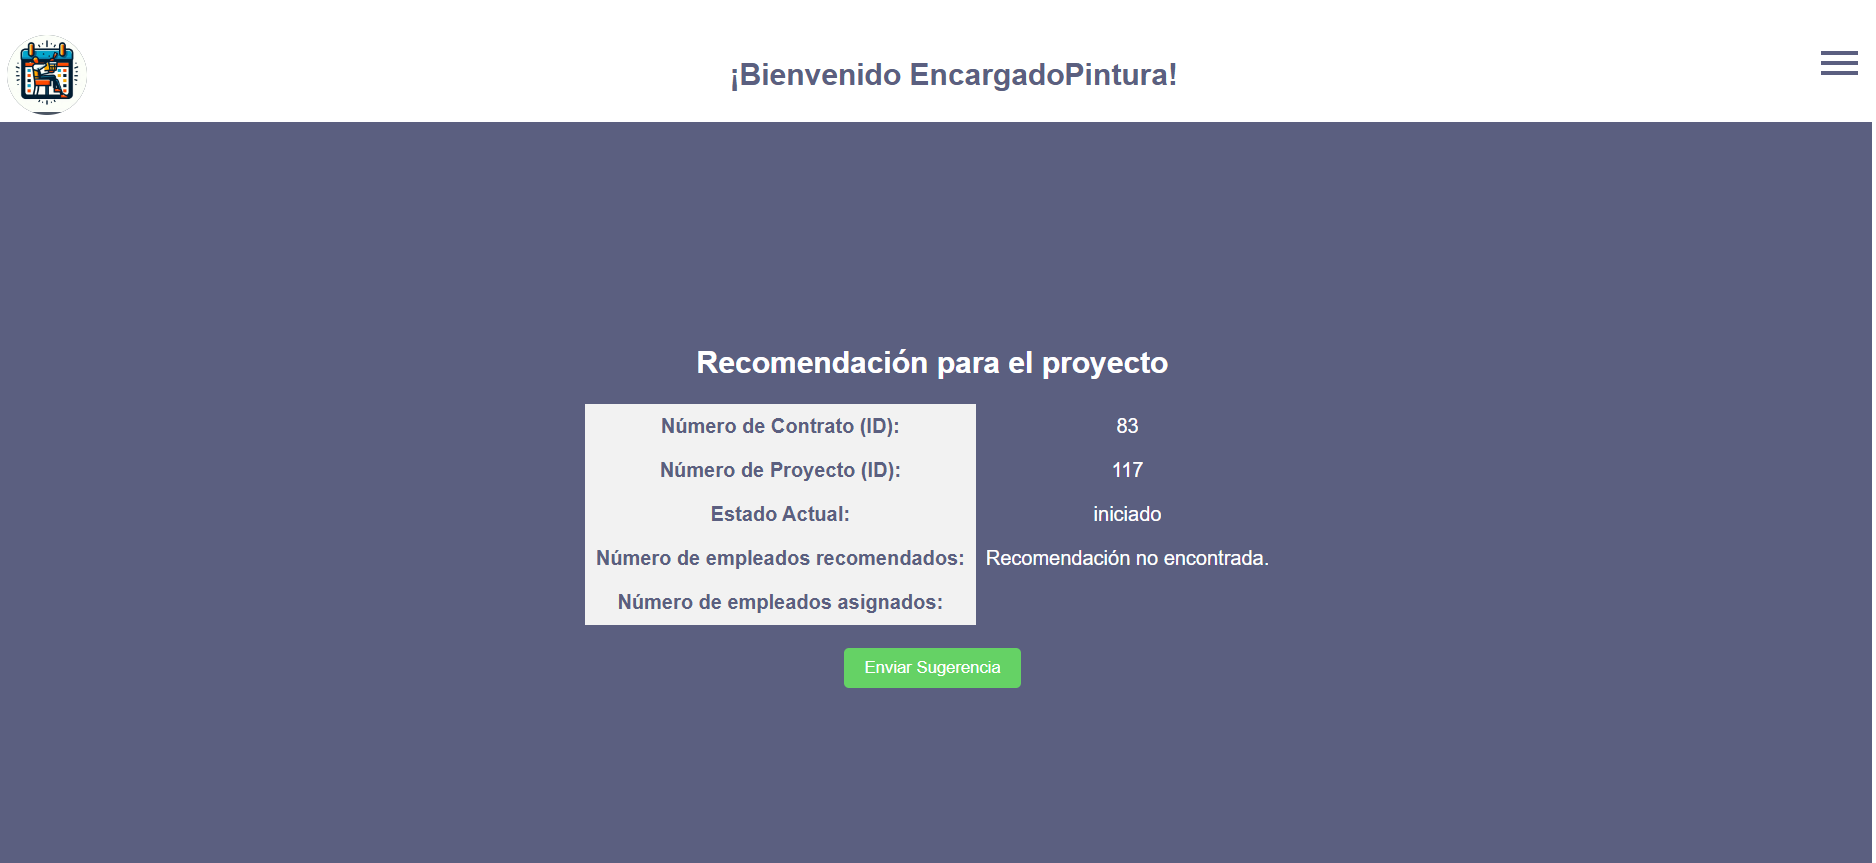 ¡Bienvenido EncargadoPintura!
Recomendación para el proyecto
Número de Contrato (ID): 83
Número de Proyecto (ID): 117
Estado Actual: iniciado
Número de empleados recomendados: Recomendación no encontrada.
Número de empleados asignados:
Enviar Sugerencia